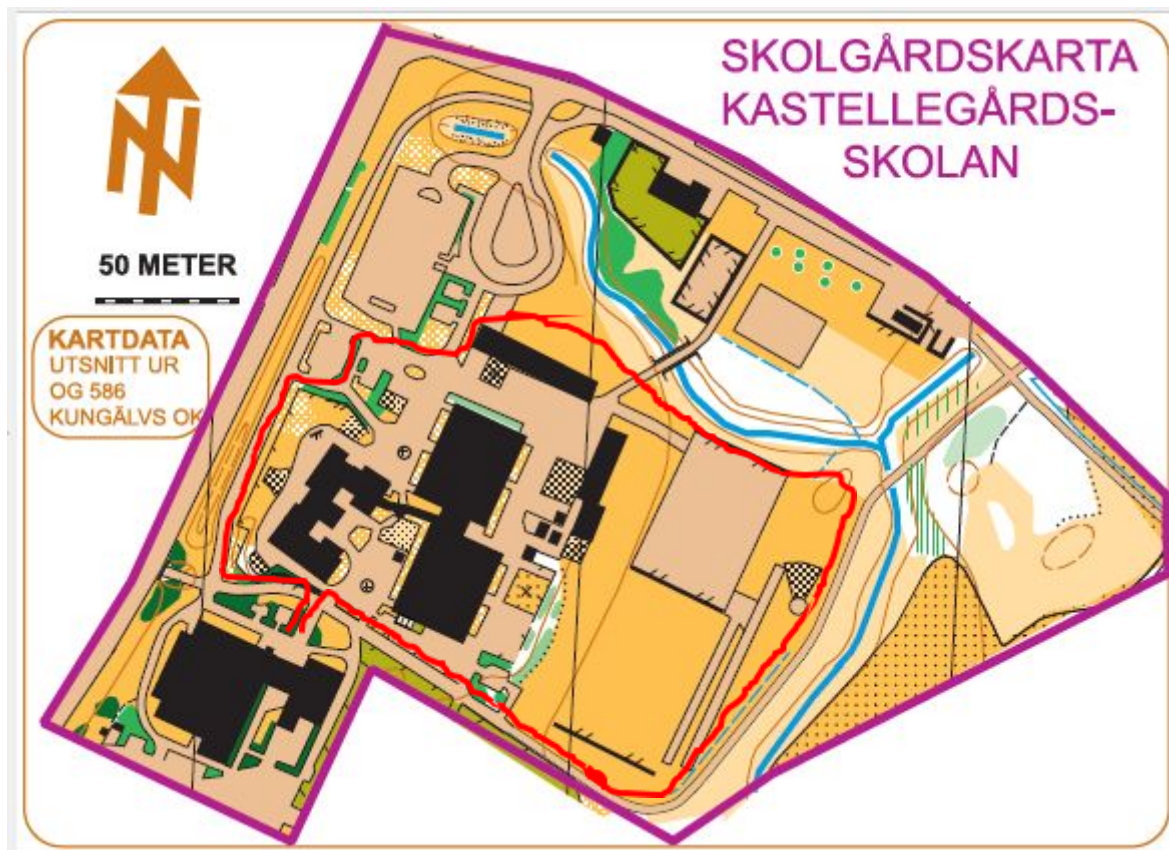 SKOLGÅRDSKARTA
KASTELLEGÅRDS-
SKOLAN
N
50 METER
KARTDATA
UTSNITT UR
OG 586
KUNGÄLVS OK